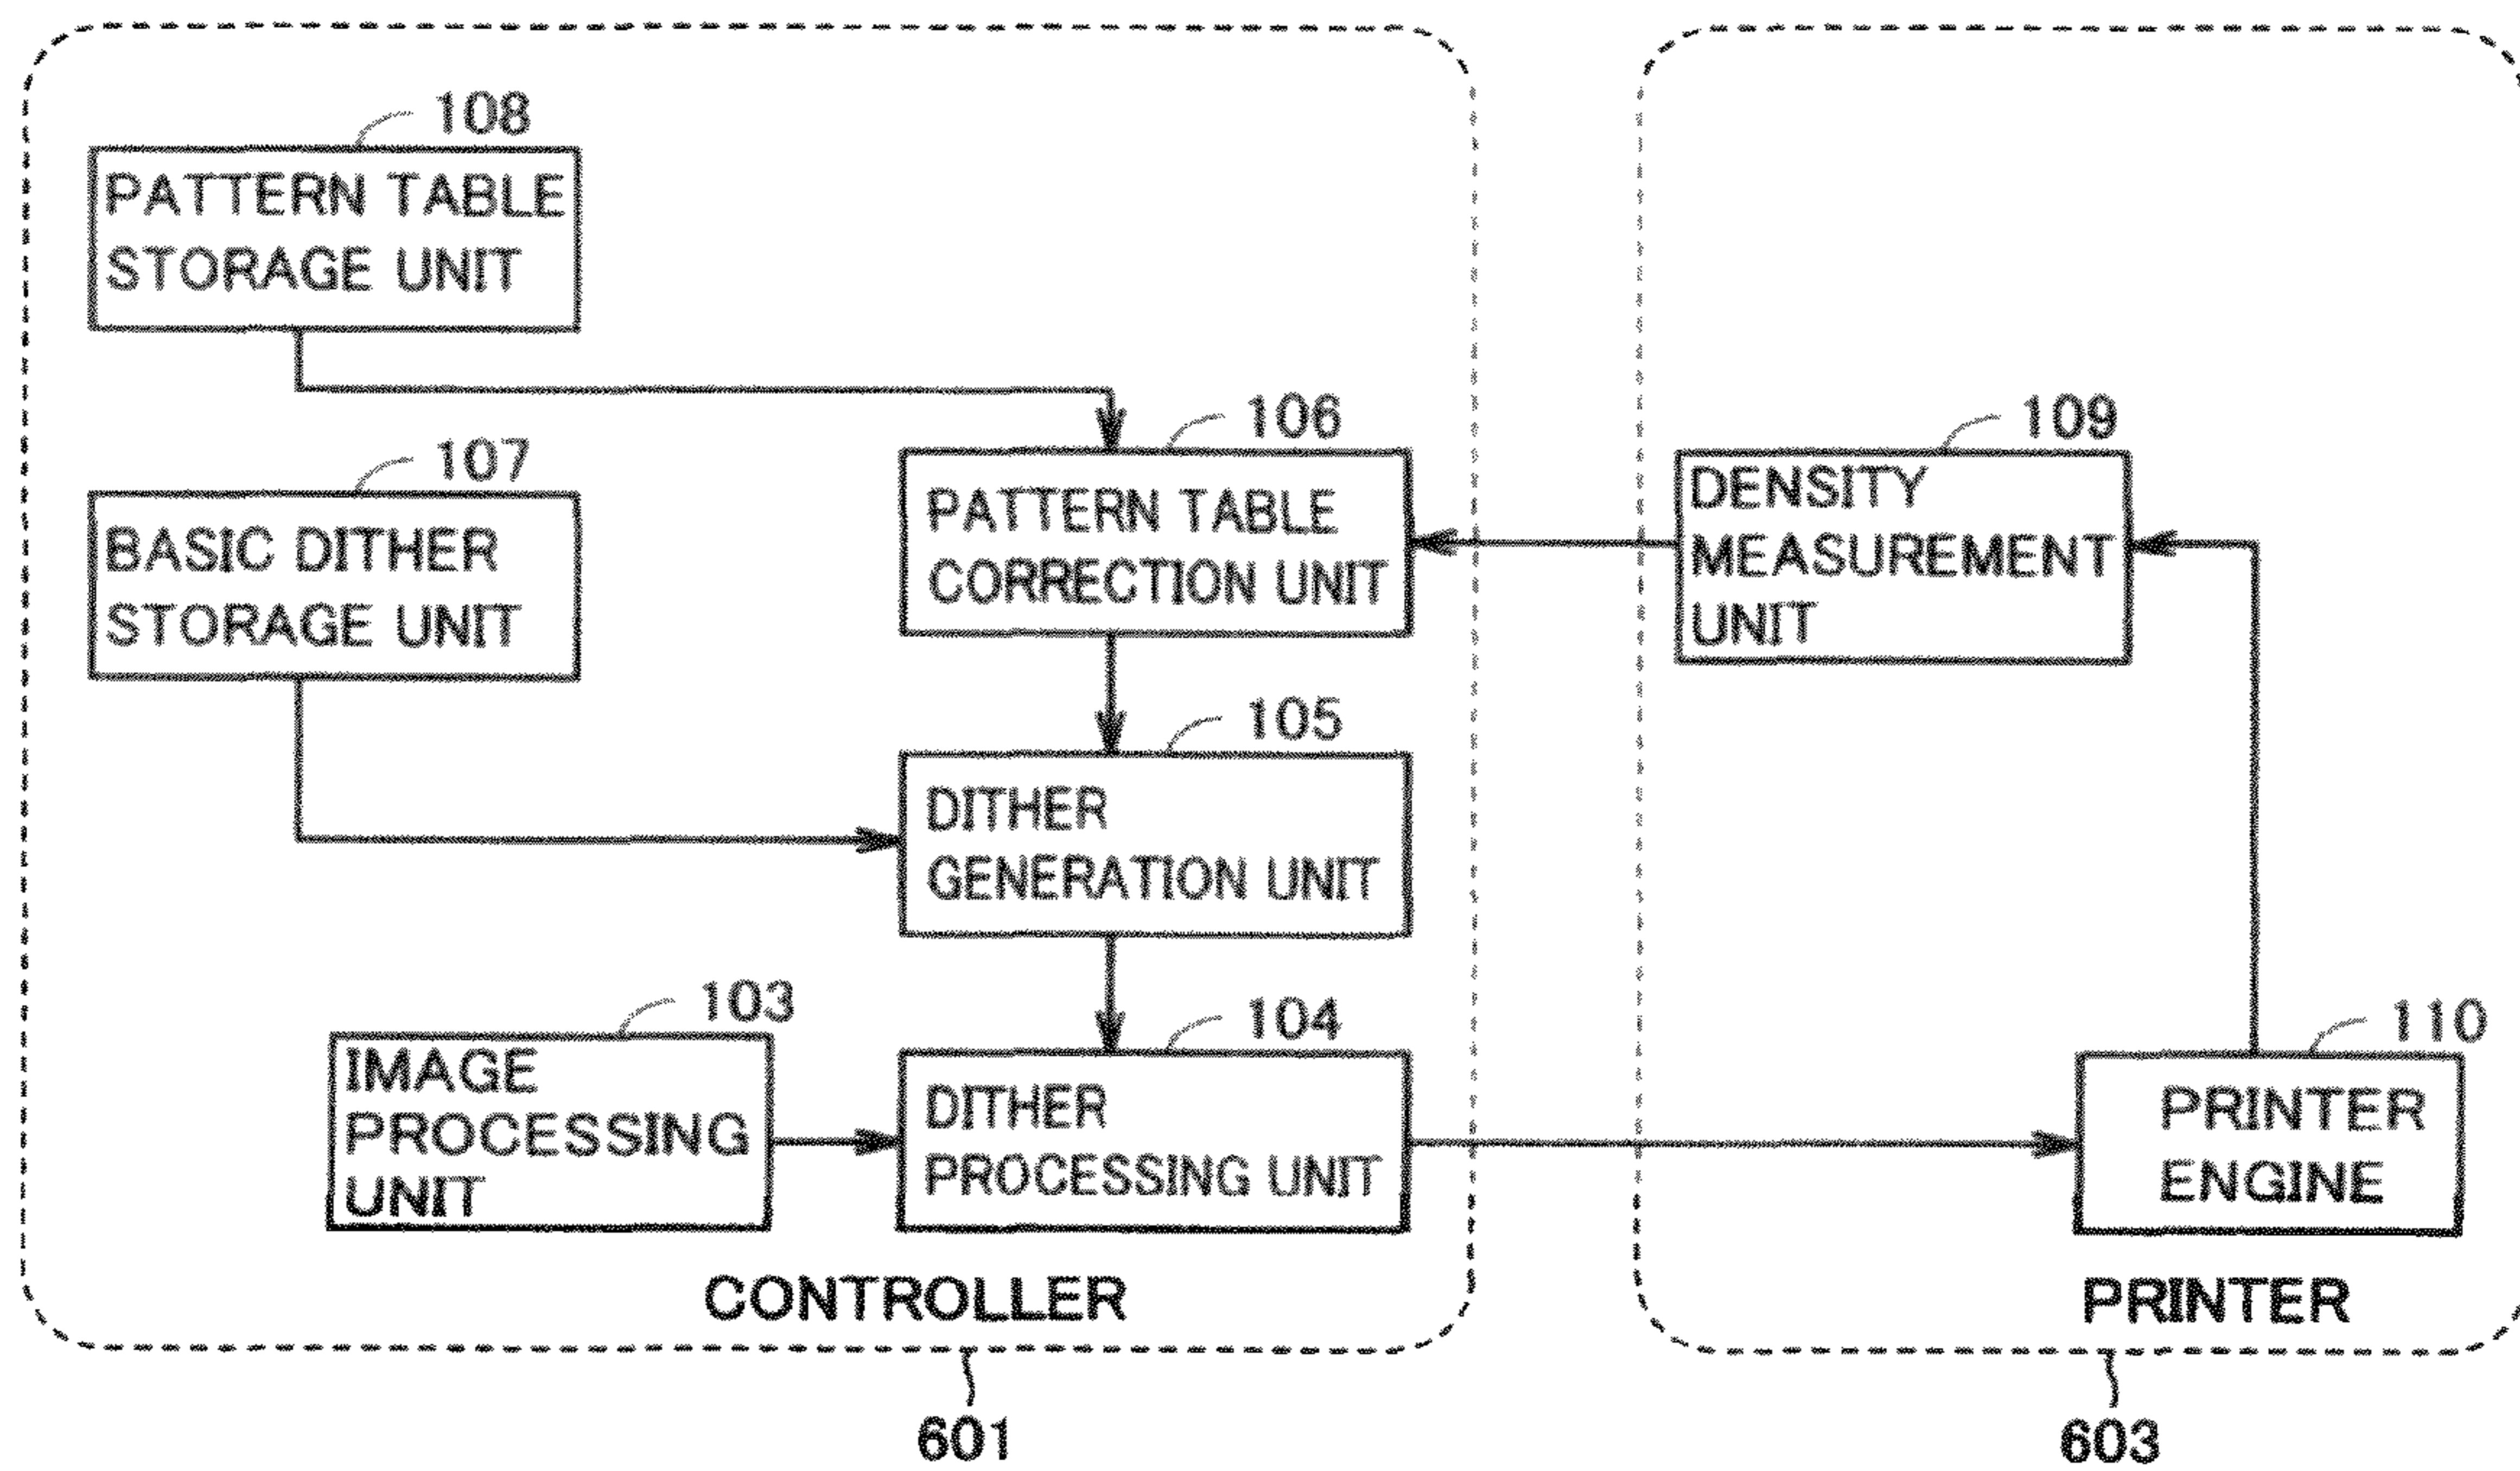 108
PATTERN TABLE
STORAGE UNIT
107
BASIC DITHER
STORAGE UNIT
106
PATTERN TABLE
CORRECTION UNIT
109
DENSITY
MEASUREMENT
UNIT
105
DITHER
GENERATION UNIT
103
IMAGE
PROCESSING
UNIT
104
DITHER
PROCESSING UNIT
110
PRINTER
ENGINE
CONTROLLER
PRINTER
601
603